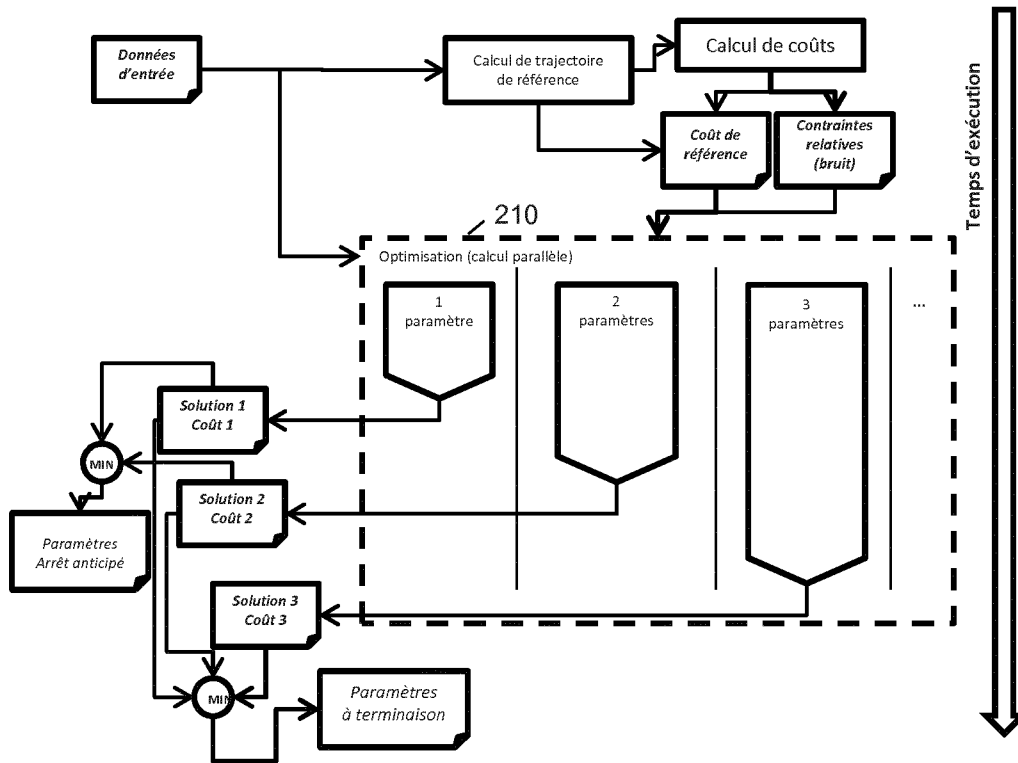 Données
d'entrée
Calcul de trajectoire
de référence
Calcul de coûts
Coût de
référence
Contraintes
relatives
(bruit)
Temps d'exécution
210
Optimisation (calcul parallèle)
1
paramètre
2
paramètres
3
paramètres
...
Solution 1
Coût 1
MIN
Solution 2
Coût 2
Paramètres
Arrêt anticipé
Solution 3
Coût 3
MIN
Paramètres
à terminaison